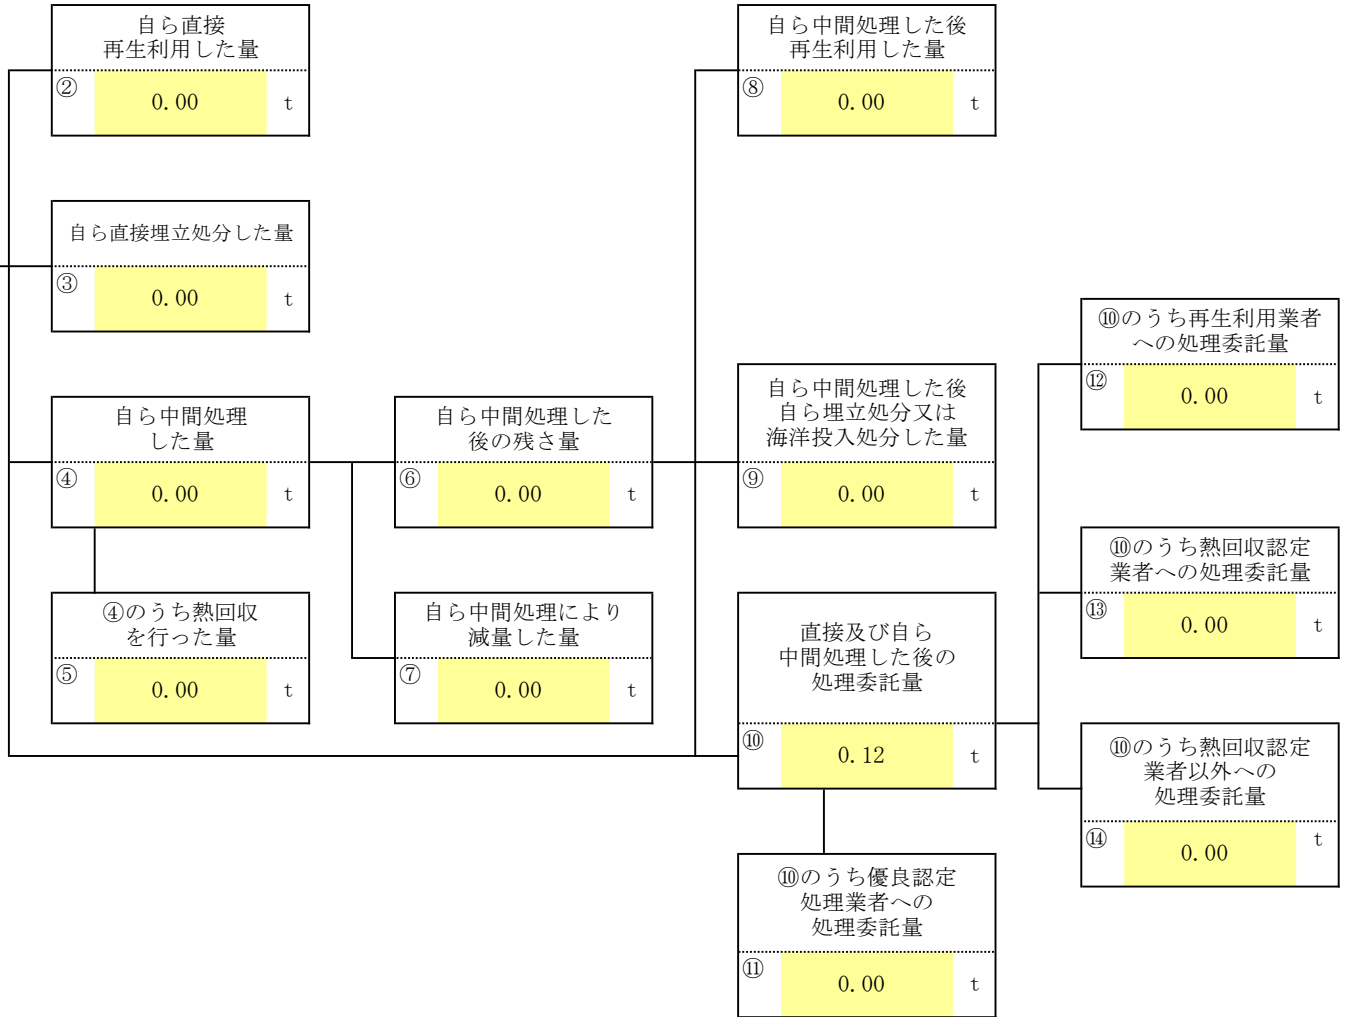 自ら直接
再生利用した量
②
0.00
t
自ら中間処理した後
再生利用した量
⑧
0.00
t
自ら直接埋立処分した量
③
0.00
t
⑩のうち再生利用業者
への処理委託量
⑫
0.00
t
自ら中間処理
した量
④
0.00
t
自ら中間処理した
後の残さ量
⑥
0.00
t
自ら中間処理した後
自ら埋立処分又は
海洋投入処分した量
⑨
0.00
t
⑩のうち熱回収認定
業者への処理委託量
⑬
0.00
t
④のうち熱回収
を行った量
⑤
0.00
t
自ら中間処理により
減量した量
⑦
0.00
t
直接及び自ら
中間処理した後の
処理委託量
⑩
0.12
t
⑩のうち熱回収認定
業者以外への
処理委託量
⑭
0.00
t
⑩のうち優良認定
処理業者への
処理委託量
⑪
0.00
t